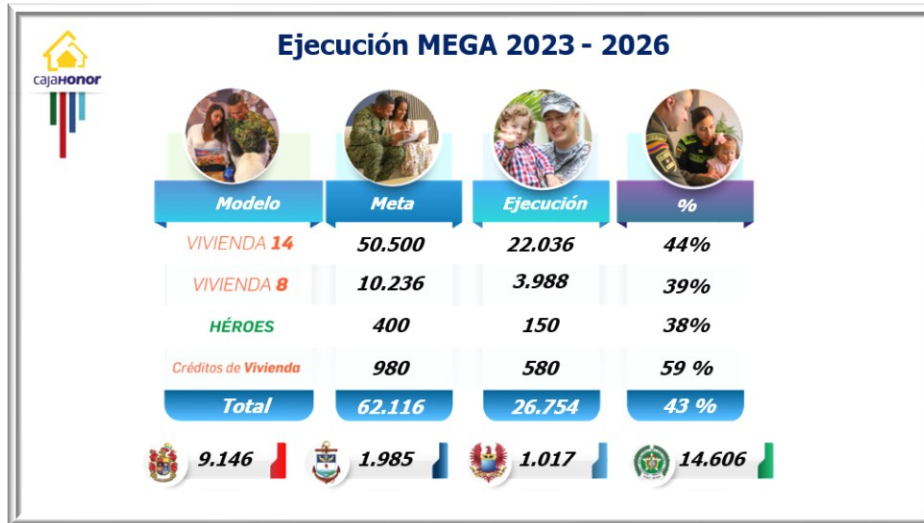 Ejecución MEGA 2023 - 2026
cajaHonor
Modelo Meta Ejecución %
VIVIENDA 14 50.500 22.036 44%
VIVIENDA 8 10.236 3.988 39%
HÉROES 400 150 38%
Créditos de Vivienda 980 580 59 %
Total 62.116 26.754 43 %
9.146 1.985 1.017 14.606